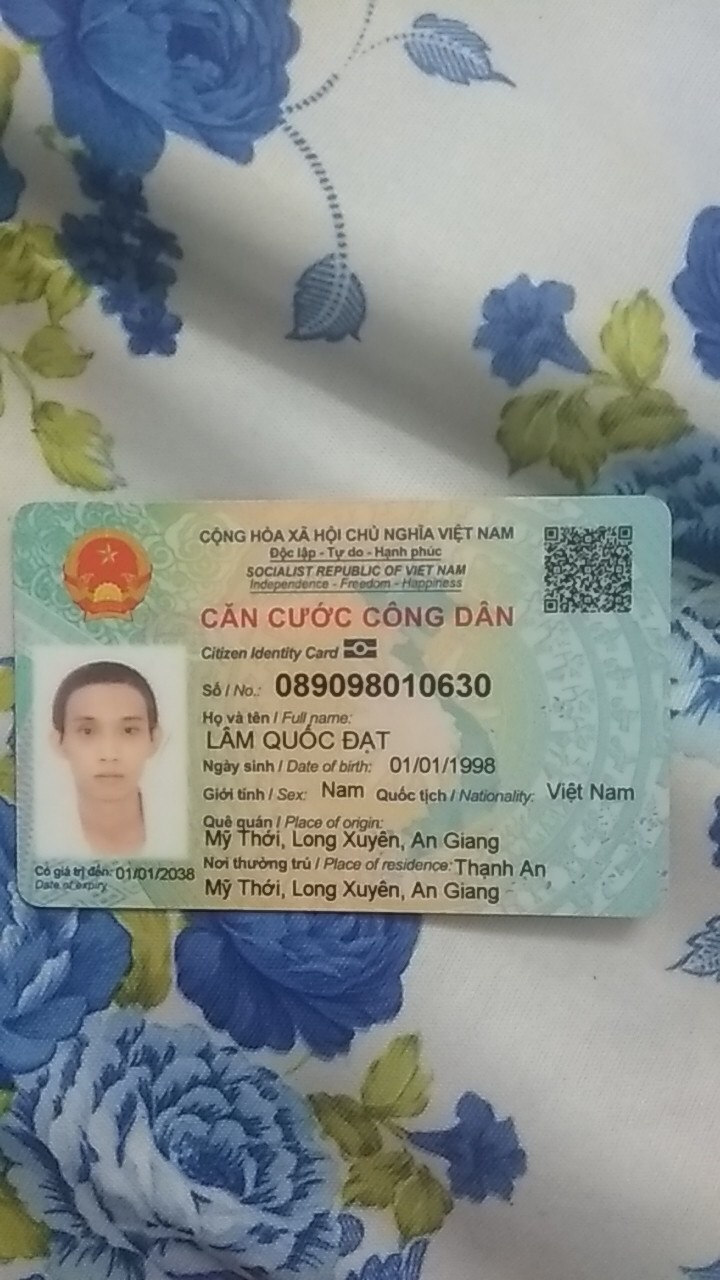 CỘNG HÒA XÃ HỘI CHỦ NGHĨA VIỆT NAM
Độc lập - Tự do - Hạnh phúc
SOCIALIST REPUBLIC OF VIET NAM
Independence - Freedom - Happiness
CĂN CƯỚC CÔNG DÂN
Citizen Identity Card
Số / No.: 089098010630
Họ và tên / Full name:
LÂM QUỐC ĐẠT
Ngày sinh / Date of birth: 01/01/1998
Giới tính / Sex: Nam Quốc tịch / Nationality: Việt Nam
Quê quán / Place of origin:
Mỹ Thới, Long Xuyên, An Giang
Nơi thường trú / Place of residence: Thạnh An
Mỹ Thới, Long Xuyên, An Giang
Có giá trị đến: 01/01/2038
Date of expiry